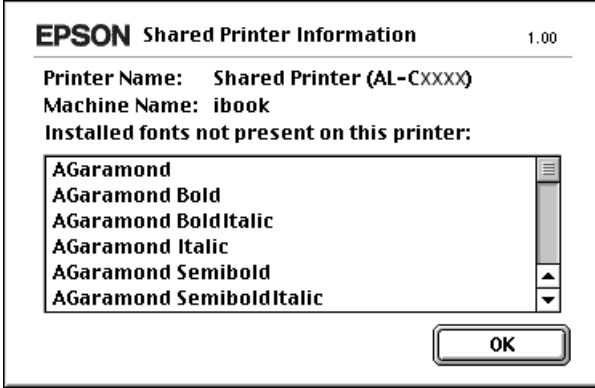 EPSON Shared Printer Information 1.00
Printer Name: Shared Printer (AL-CXXXX)
Machine Name: ibook
Installed fonts not present on this printer:
AGaramond
AGaramond Bold
AGaramond BoldItalic
AGaramond Italic
AGaramond Semibold
AGaramond SemiboldItalic
OK